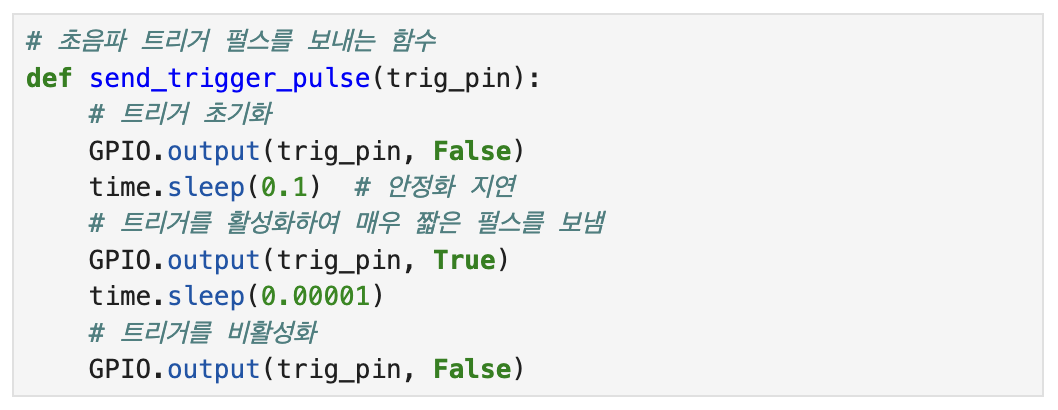 # 초음파 트리거 펄스를 보내는 함수
def send_trigger_pulse(trig_pin):
    # 트리거 초기화
    GPIO.output(trig_pin, False)
    time.sleep(0.1)  # 안정화 지연
    # 트리거를 활성화하여 매우 짧은 펄스를 보냄
    GPIO.output(trig_pin, True)
    time.sleep(0.00001)
    # 트리거를 비활성화
    GPIO.output(trig_pin, False)